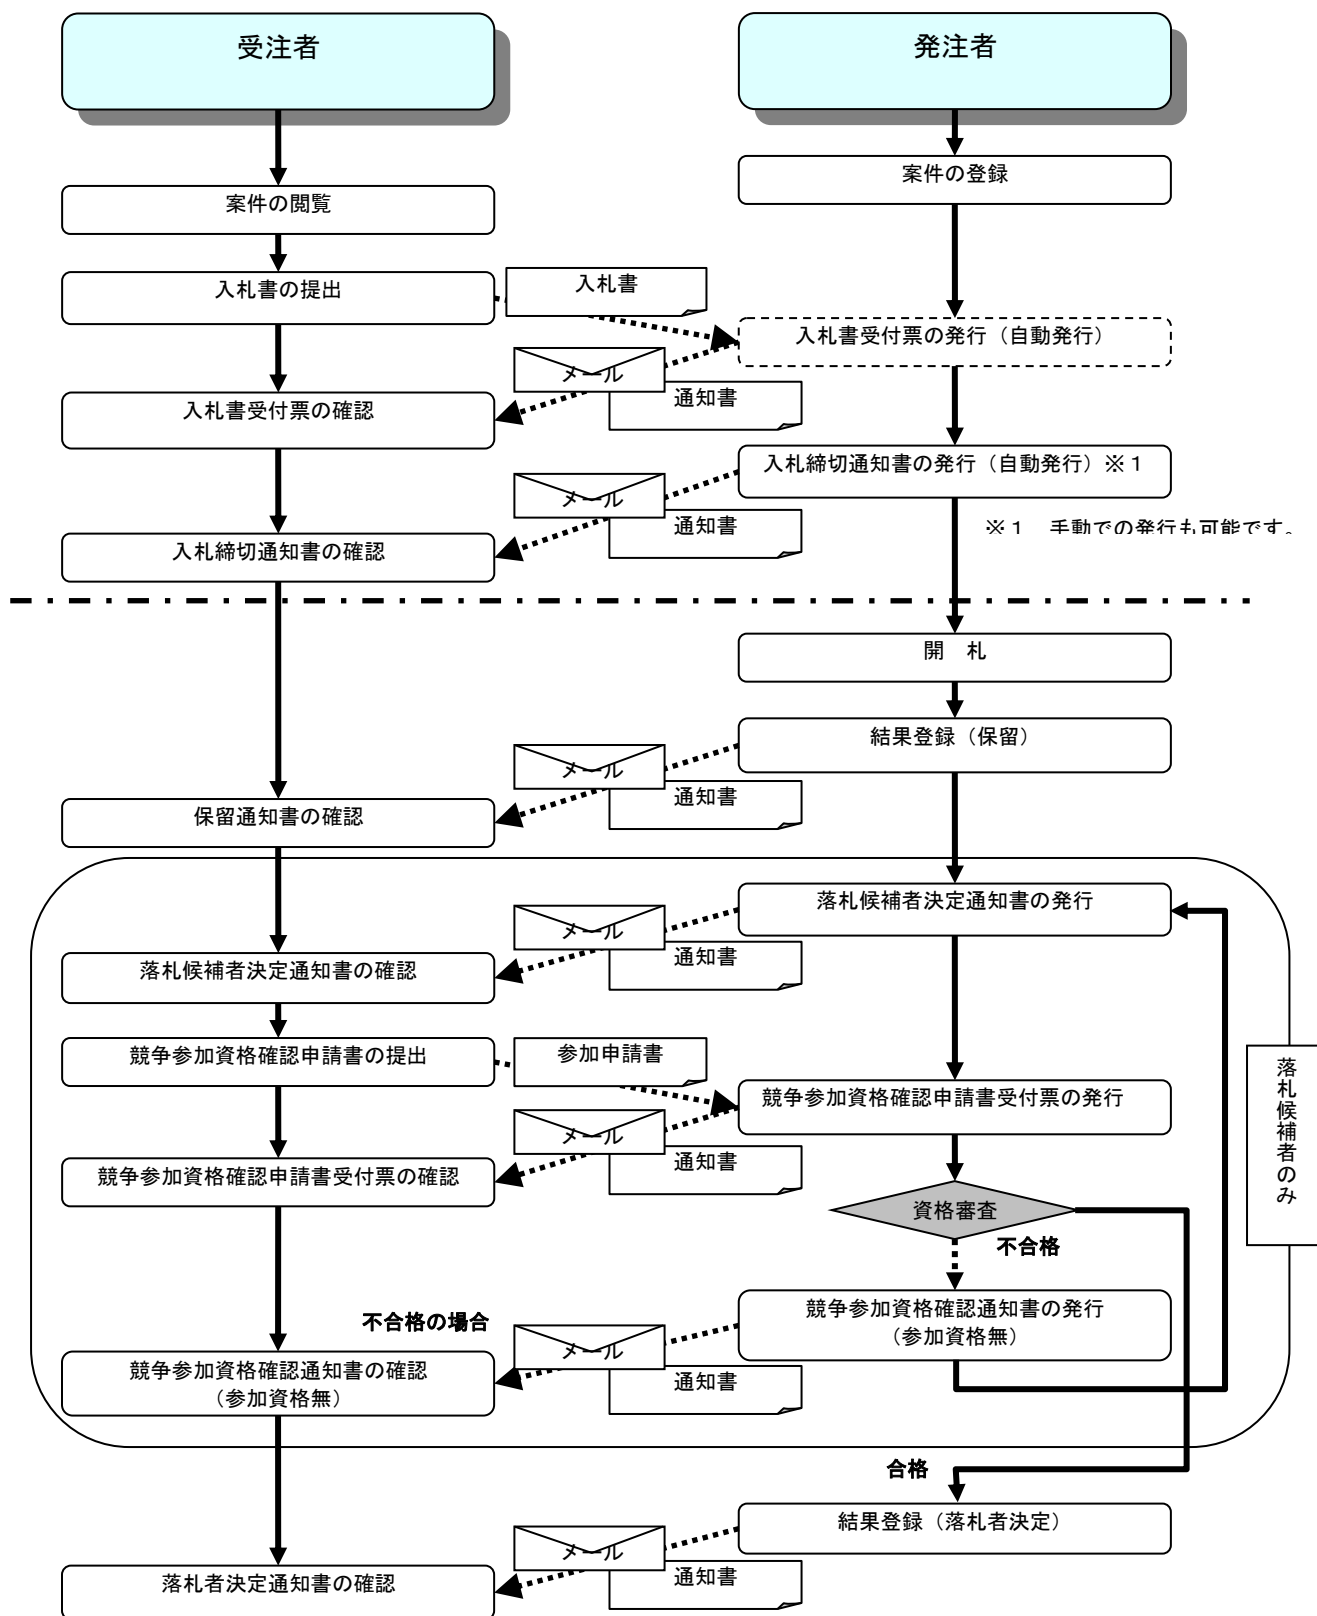 受注者
発注者
案件の登録
案件の閲覧
入札書の提出
入札書
入札書受付票の発行（自動発行）
メール
通知書
入札書受付票の確認
入札締切通知書の発行（自動発行）※１
メール
通知書
※１　手動での発行も可能です。
入札締切通知書の確認
開　札
結果登録（保留）
メール
通知書
保留通知書の確認
落札候補者決定通知書の発行
メール
通知書
落札候補者決定通知書の確認
競争参加資格確認申請書の提出
参加申請書
落札候補者のみ
競争参加資格確認申請書受付票の発行
メール
通知書
競争参加資格確認申請書受付票の確認
資格審査
不合格
競争参加資格確認通知書の発行
（参加資格無）
不合格の場合
メール
通知書
競争参加資格確認通知書の確認
（参加資格無）
合格
結果登録（落札者決定）
メール
通知書
落札者決定通知書の確認